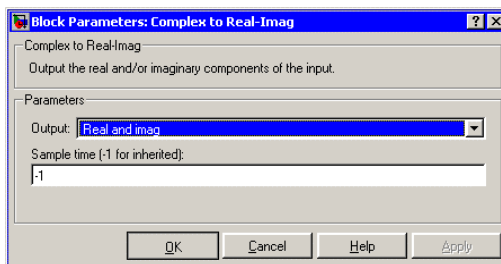 Block Parameters: Complex to Real-Imag
Complex to Real-Imag
Output the real and/or imaginary components of the input.
Parameters
Output: Real and imag
Sample time (-1 for inherited):
-1
OK Cancel Help Apply